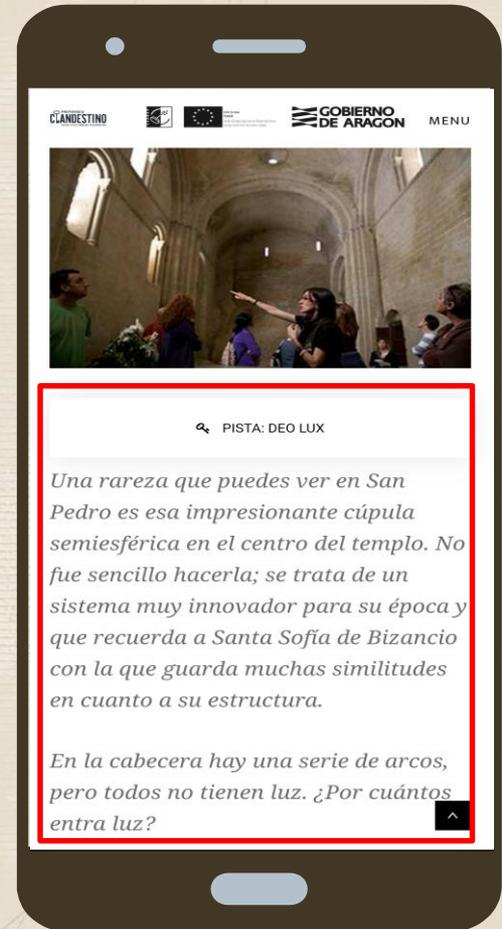 CLANDESTINO
GOBIERNO
DE ARAGON
MENU
PISTA: DEO LUX
Una rareza que puedes ver en San
Pedro es esa impresionante cúpula
semiesférica en el centro del templo. No
fue sencillo hacerla; se trata de un
sistema muy innovador para su época y
que recuerda a Santa Sofía de Bizancio
con la que guarda muchas similitudes
en cuanto a su estructura.
En la cabecera hay una serie de arcos,
pero todos no tienen luz. ¿Por cuántos
entra luz?